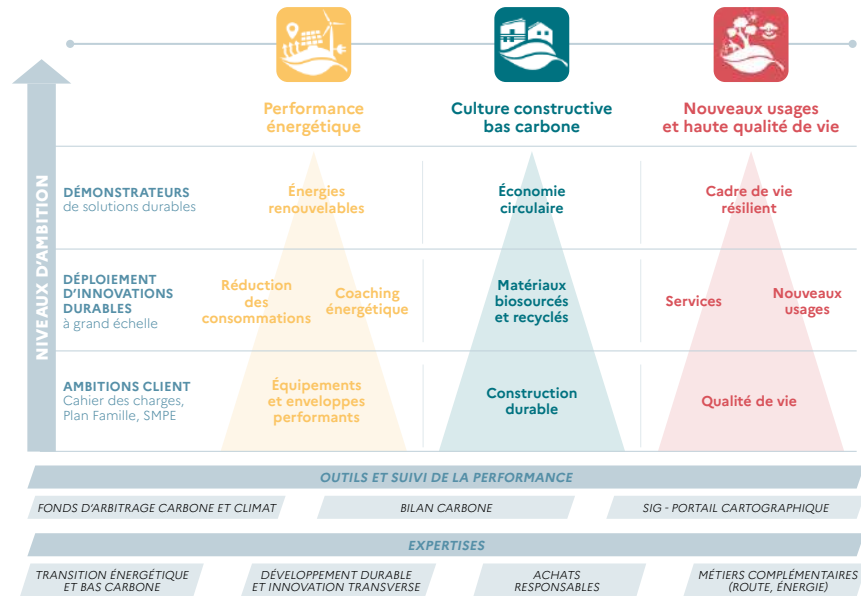 Performance
énergétique
Culture constructive
bas carbone
Nouveaux usages
et haute qualité de vie
NIVEAUX D'AMBITION
DÉMONSTRATEURS
de solutions durables
Énergies
renouvelables
Économie
circulaire
Cadre de vie
résilient
DÉPLOIEMENT
D'INNOVATIONS
DURABLES
à grand échelle
Réduction
des
consommations
Coaching
énergétique
Matériaux
biosourcés
et recyclés
Services
Nouveaux
usages
AMBITIONS CLIENT
Cahier des charges,
Plan Famille, SMPE
Équipements
et enveloppes
performants
Construction
durable
Qualité de vie
OUTILS ET SUIVI DE LA PERFORMANCE
FONDS D'ARBITRAGE CARBONE ET CLIMAT
BILAN CARBONE
SIG - PORTAIL CARTOGRAPHIQUE
EXPERTISES
TRANSITION ÉNERGÉTIQUE
ET BAS CARBONE
DÉVELOPPEMENT DURABLE
ET INNOVATION TRANSVERSE
ACHATS
RESPONSABLES
MÉTIERS COMPLÉMENTAIRES
(ROUTE, ÉNERGIE)